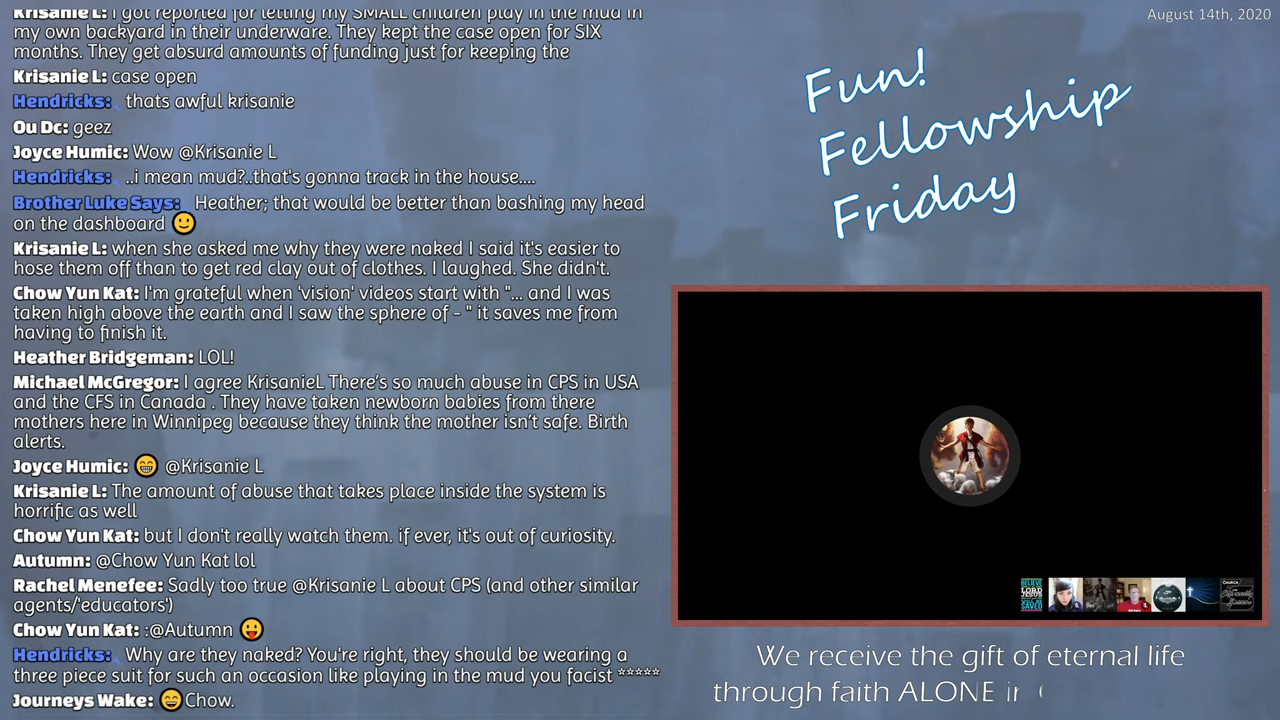 Krisanie L: I got reported for letting my SMALL children play in the mud in
my own backyard in their underware. They kept the case open for SIX
months. They get absurd amounts of funding just for keeping the
Krisanie L: case open
Hendricks: thats awful krisanie
Ou Dc: geez
Joyce Humic: Wow @Krisanie L
Hendricks: ..i mean mud?..that's gonna track in the house....
Brother Luke Says: Heather; that would be better than bashing my head
on the dashboard 🙂
Krisanie L: when she asked me why they were naked I said it's easier to
hose them off than to get red clay out of clothes. I laughed. She didn't.
Chow Yun Kat: I'm grateful when 'vision' videos start with "... and I was
taken high above the earth and I saw the sphere of - " it saves me from
having to finish it.
Heather Bridgeman: LOL!
Michael McGregor: I agree KrisanieL There's so much abuse in CPS in USA
and the CFS in Canada . They have taken newborn babies from there
mothers here in Winnipeg because they think the mother isn't safe. Birth
alerts.
Joyce Humic: 😁 @Krisanie L
Krisanie L: The amount of abuse that takes place inside the system is
horrific as well
Chow Yun Kat: but I don't really watch them. if ever, it's out of curiosity.
Autumn: @Chow Yun Kat lol
Rachel Menefee: Sadly too true @Krisanie L about CPS (and other similar
agents/'educators')
Chow Yun Kat: :@Autumn 😛
Hendricks: Why are they naked? You're right, they should be wearing a
three piece suit for such an occasion like playing in the mud you facist *****
Journeys Wake: 😄 Chow.
August 14th, 2020
Fun!
Fellowship
Friday
BELIEVE
LORD
JESUS
SAVED
CHURCH
We receive the gift of eternal life
through faith ALONE in